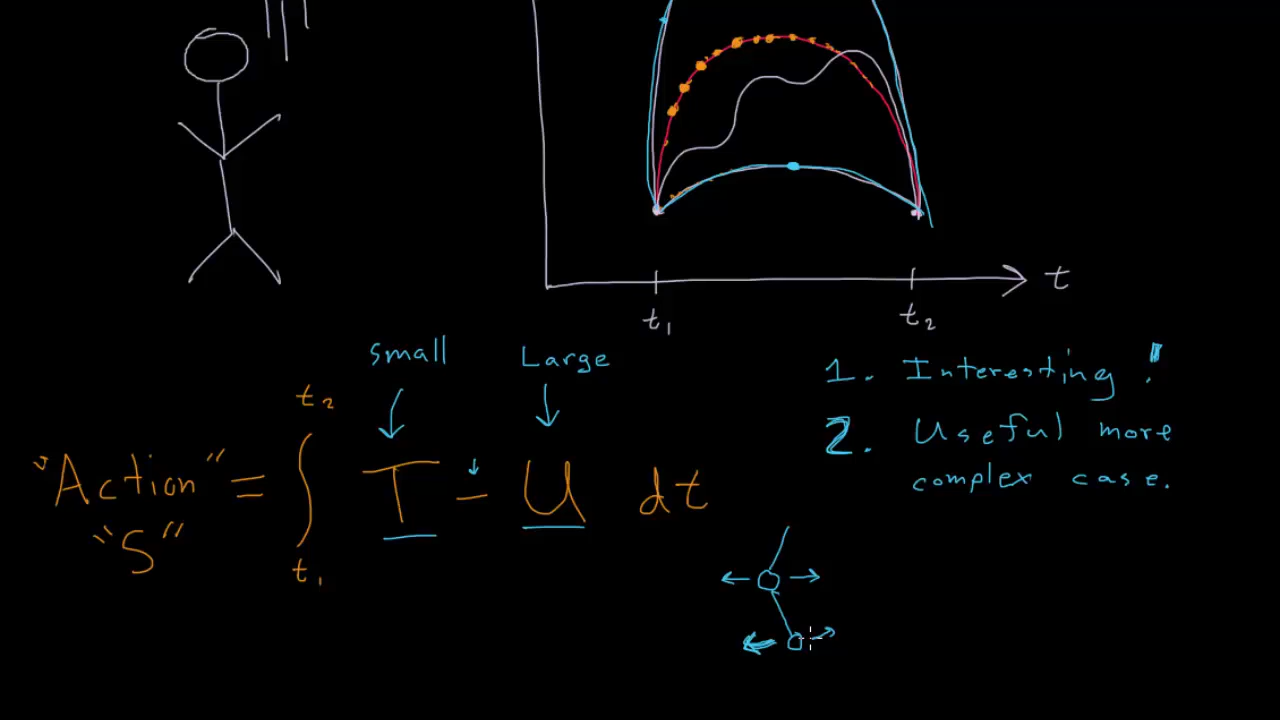 t
t₁ t₂
Small Large
1. Interesting!
2. Useful more
complex case.
"Action" = ∫ T - U dt
t₂
t₁
"S"